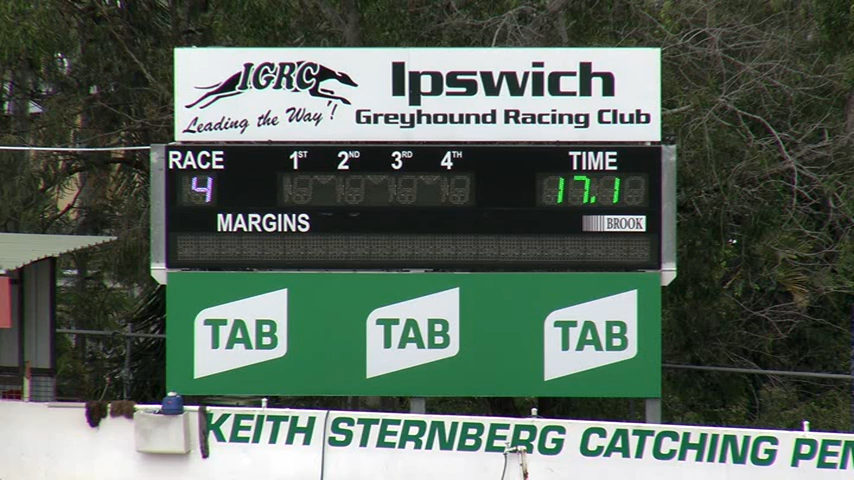 IGRC
Leading the Way!
Ipswich
Greyhound Racing Club
RACE 1ST 2ND 3RD 4TH TIME
4 17.1
MARGINS BROOK
TAB TAB TAB
KEITH STERNBERG CATCHING PEN